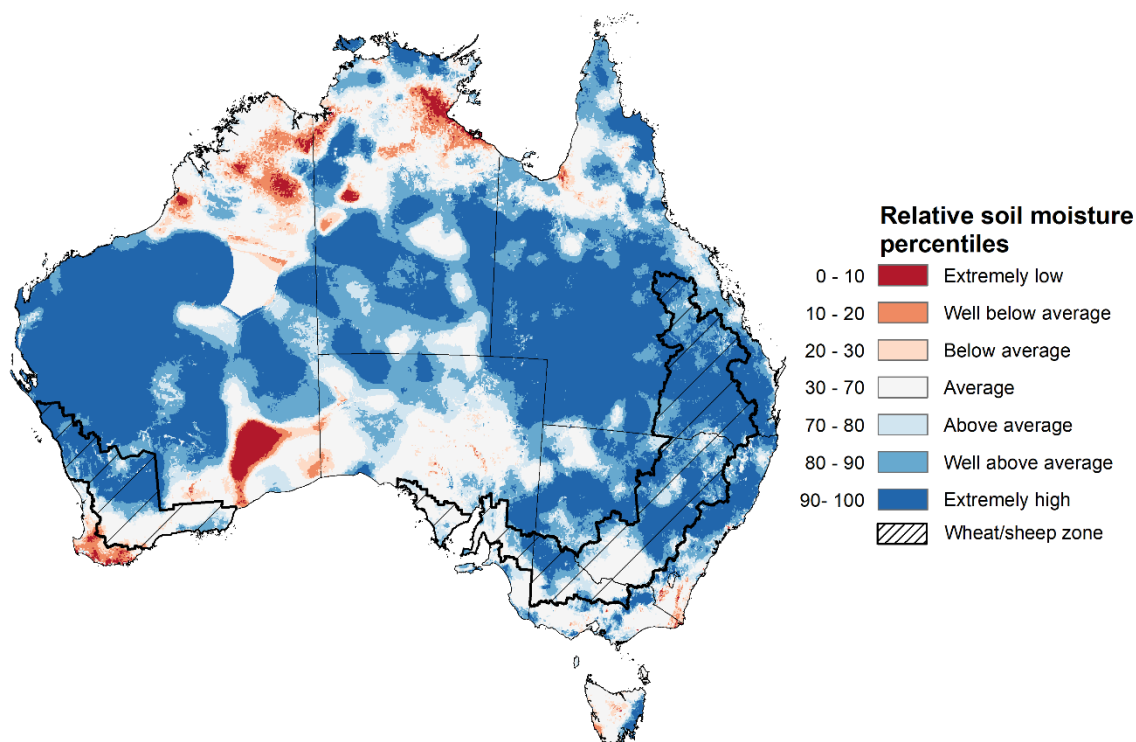 Relative soil moisture
percentiles
0 - 10 Extremely low
10 - 20 Well below average
20 - 30 Below average
30 - 70 Average
70 - 80 Above average
80 - 90 Well above average
90- 100 Extremely high
Wheat/sheep zone